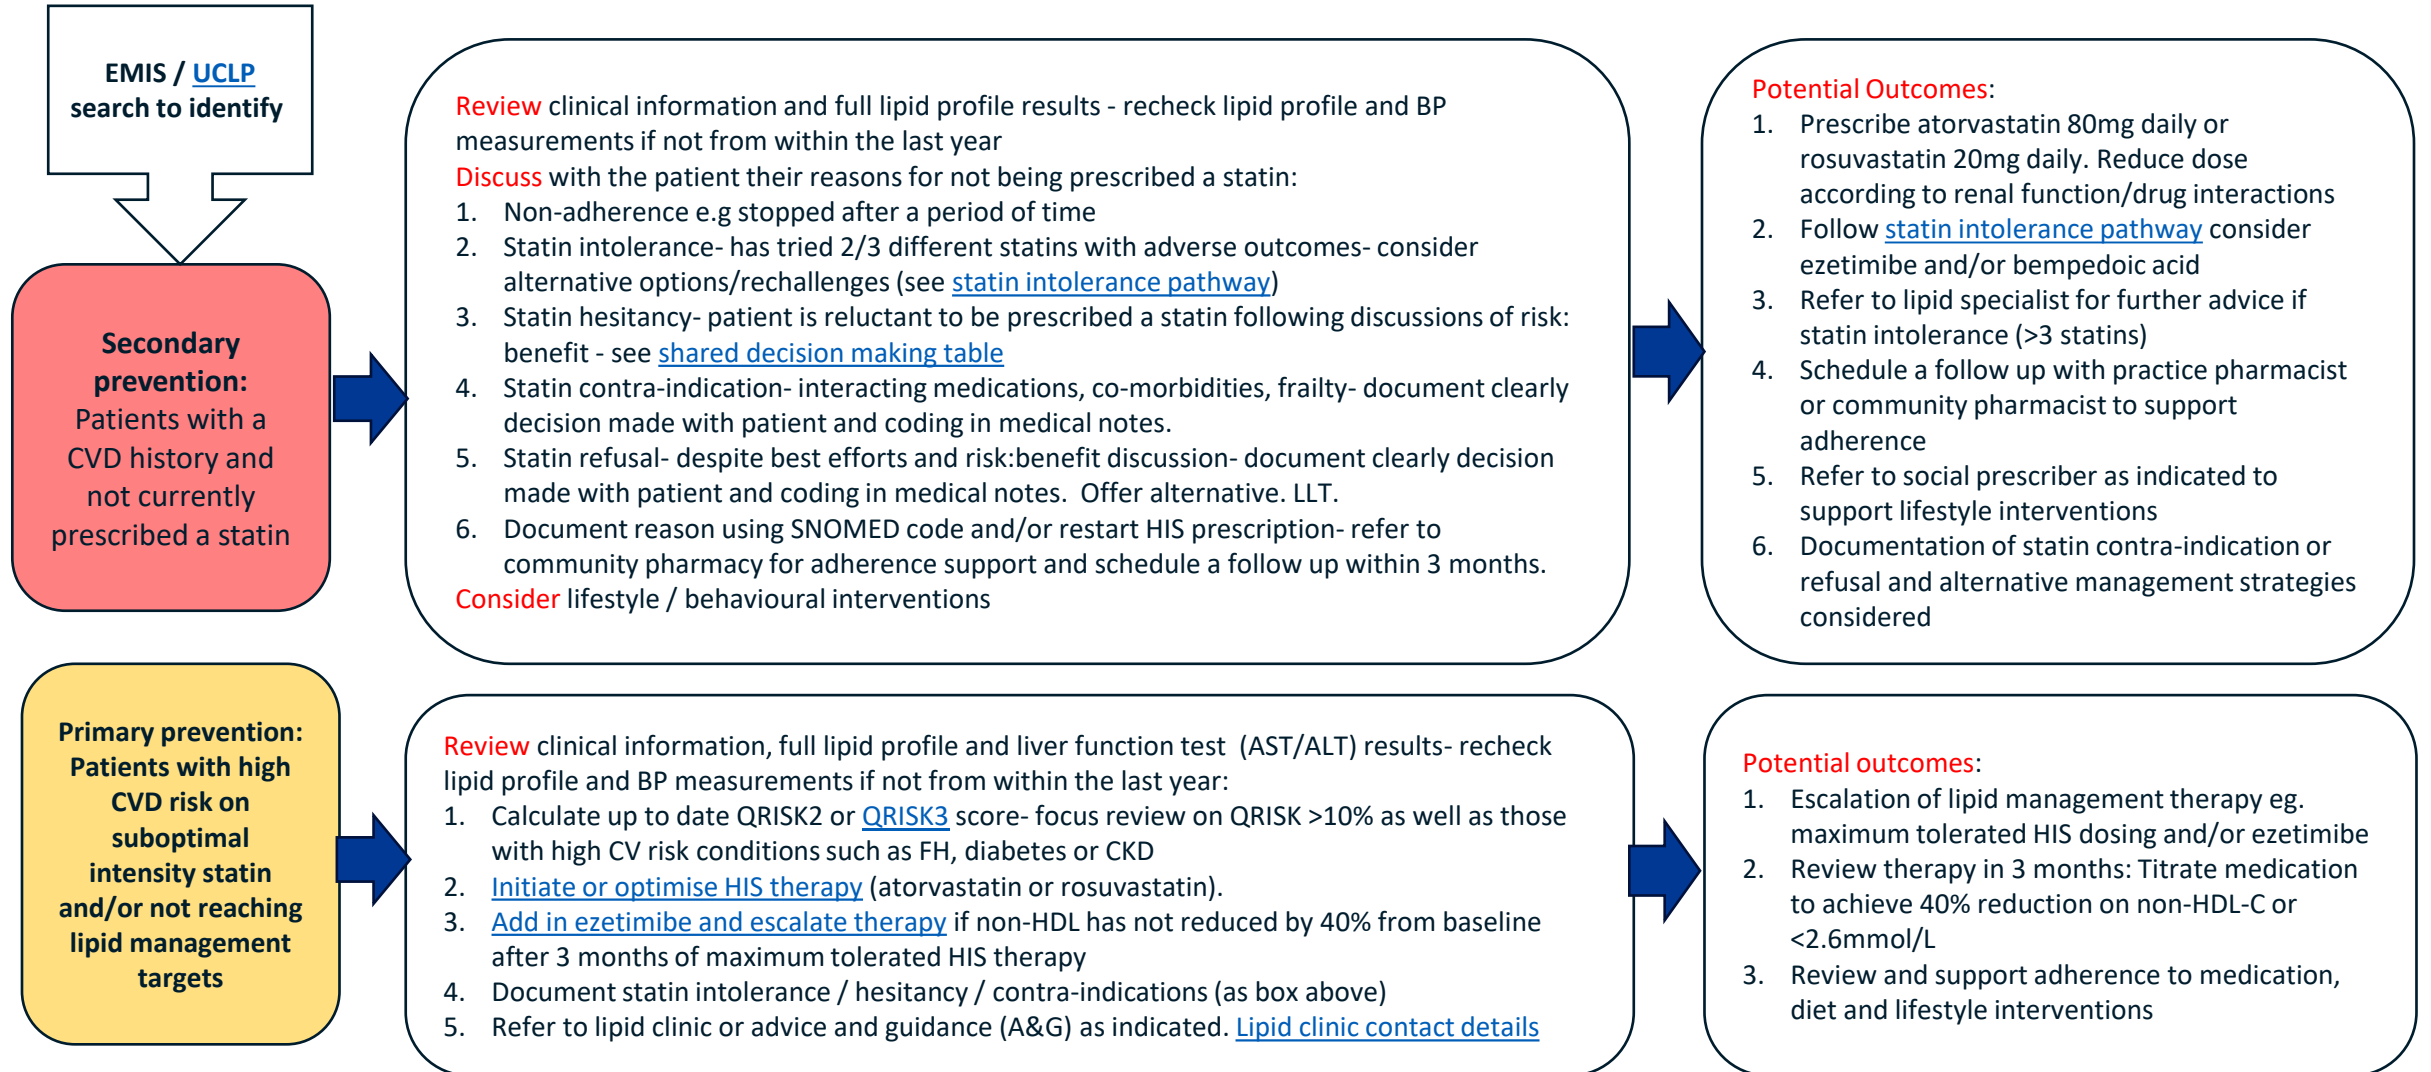 EMIS / UCLP
search to identify
Secondary
prevention:
Patients with a
CVD history and
not currently
prescribed a statin
Review clinical information and full lipid profile results - recheck lipid profile and BP
measurements if not from within the last year
Discuss with the patient their reasons for not being prescribed a statin:
1. Non-adherence e.g stopped after a period of time
2. Statin intolerance- has tried 2/3 different statins with adverse outcomes- consider
alternative options/rechallenges (see statin intolerance pathway)
3. Statin hesitancy- patient is reluctant to be prescribed a statin following discussions of risk:
benefit - see shared decision making table
4. Statin contra-indication- interacting medications, co-morbidities, frailty- document clearly
decision made with patient and coding in medical notes.
5. Statin refusal- despite best efforts and risk:benefit discussion- document clearly decision
made with patient and coding in medical notes. Offer alternative. LLT.
6. Document reason using SNOMED code and/or restart HIS prescription- refer to
community pharmacy for adherence support and schedule a follow up within 3 months.
Consider lifestyle / behavioural interventions
Potential Outcomes:
1. Prescribe atorvastatin 80mg daily or
rosuvastatin 20mg daily. Reduce dose
according to renal function/drug interactions
2. Follow statin intolerance pathway consider
ezetimibe and/or bempedoic acid
3. Refer to lipid specialist for further advice if
statin intolerance (>3 statins)
4. Schedule a follow up with practice pharmacist
or community pharmacist to support
adherence
5. Refer to social prescriber as indicated to
support lifestyle interventions
6. Documentation of statin contra-indication or
refusal and alternative management strategies
considered
Primary prevention:
Patients with high
CVD risk on
suboptimal
intensity statin
and/or not reaching
lipid management
targets
Review clinical information, full lipid profile and liver function test (AST/ALT) results- recheck
lipid profile and BP measurements if not from within the last year:
1. Calculate up to date QRISK2 or QRISK3 score- focus review on QRISK >10% as well as those
with high CV risk conditions such as FH, diabetes or CKD
2. Initiate or optimise HIS therapy (atorvastatin or rosuvastatin).
3. Add in ezetimibe and escalate therapy if non-HDL has not reduced by 40% from baseline
after 3 months of maximum tolerated HIS therapy
4. Document statin intolerance / hesitancy / contra-indications (as box above)
5. Refer to lipid clinic or advice and guidance (A&G) as indicated. Lipid clinic contact details
Potential outcomes:
1. Escalation of lipid management therapy eg.
maximum tolerated HIS dosing and/or ezetimibe
2. Review therapy in 3 months: Titrate medication
to achieve 40% reduction on non-HDL-C or
<2.6mmol/L
3. Review and support adherence to medication,
diet and lifestyle interventions